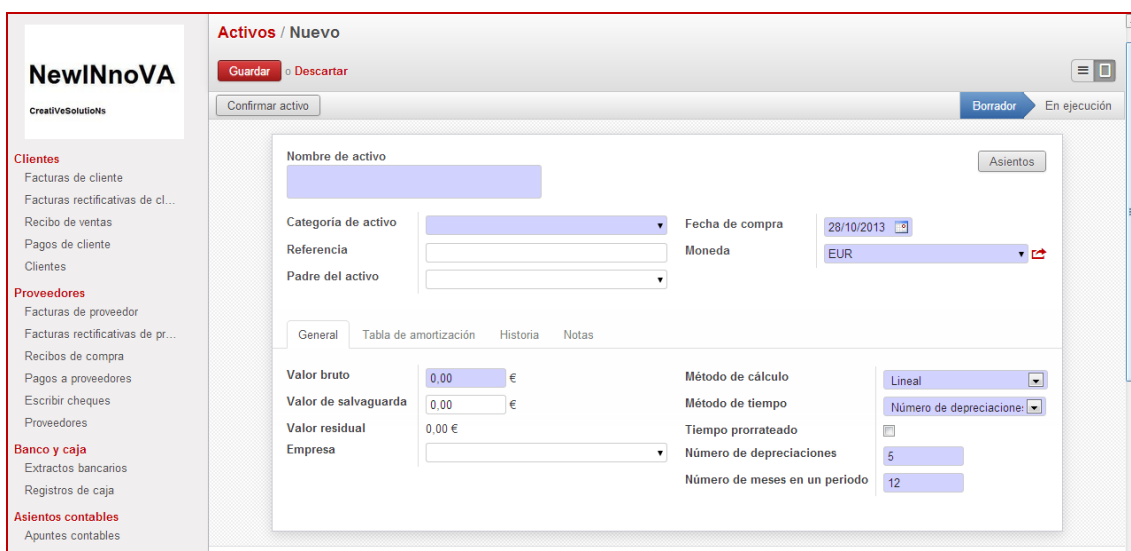 NewINnoVA
CreatiVeSolutioNs
Clientes
Facturas de cliente
Facturas rectificativas de cl...
Recibo de ventas
Pagos de cliente
Clientes
Proveedores
Facturas de proveedor
Facturas rectificativas de pr...
Recibos de compra
Pagos a proveedores
Escribir cheques
Proveedores
Banco y caja
Extractos bancarios
Registros de caja
Asientos contables
Apuntes contables
Activos / Nuevo
Guardar o Descartar
Confirmar activo
Borrador En ejecución
Nombre de activo
Asientos
Categoría de activo
Referencia
Padre del activo
Fecha de compra 28/10/2013
Moneda EUR
General Tabla de amortización Historia Notas
Valor bruto 0,00 €
Valor de salvaguarda 0,00 €
Valor residual 0,00 €
Empresa
Método de cálculo Lineal
Método de tiempo Número de depreciacione
Tiempo prorrateado
Número de depreciaciones 5
Número de meses en un periodo 12